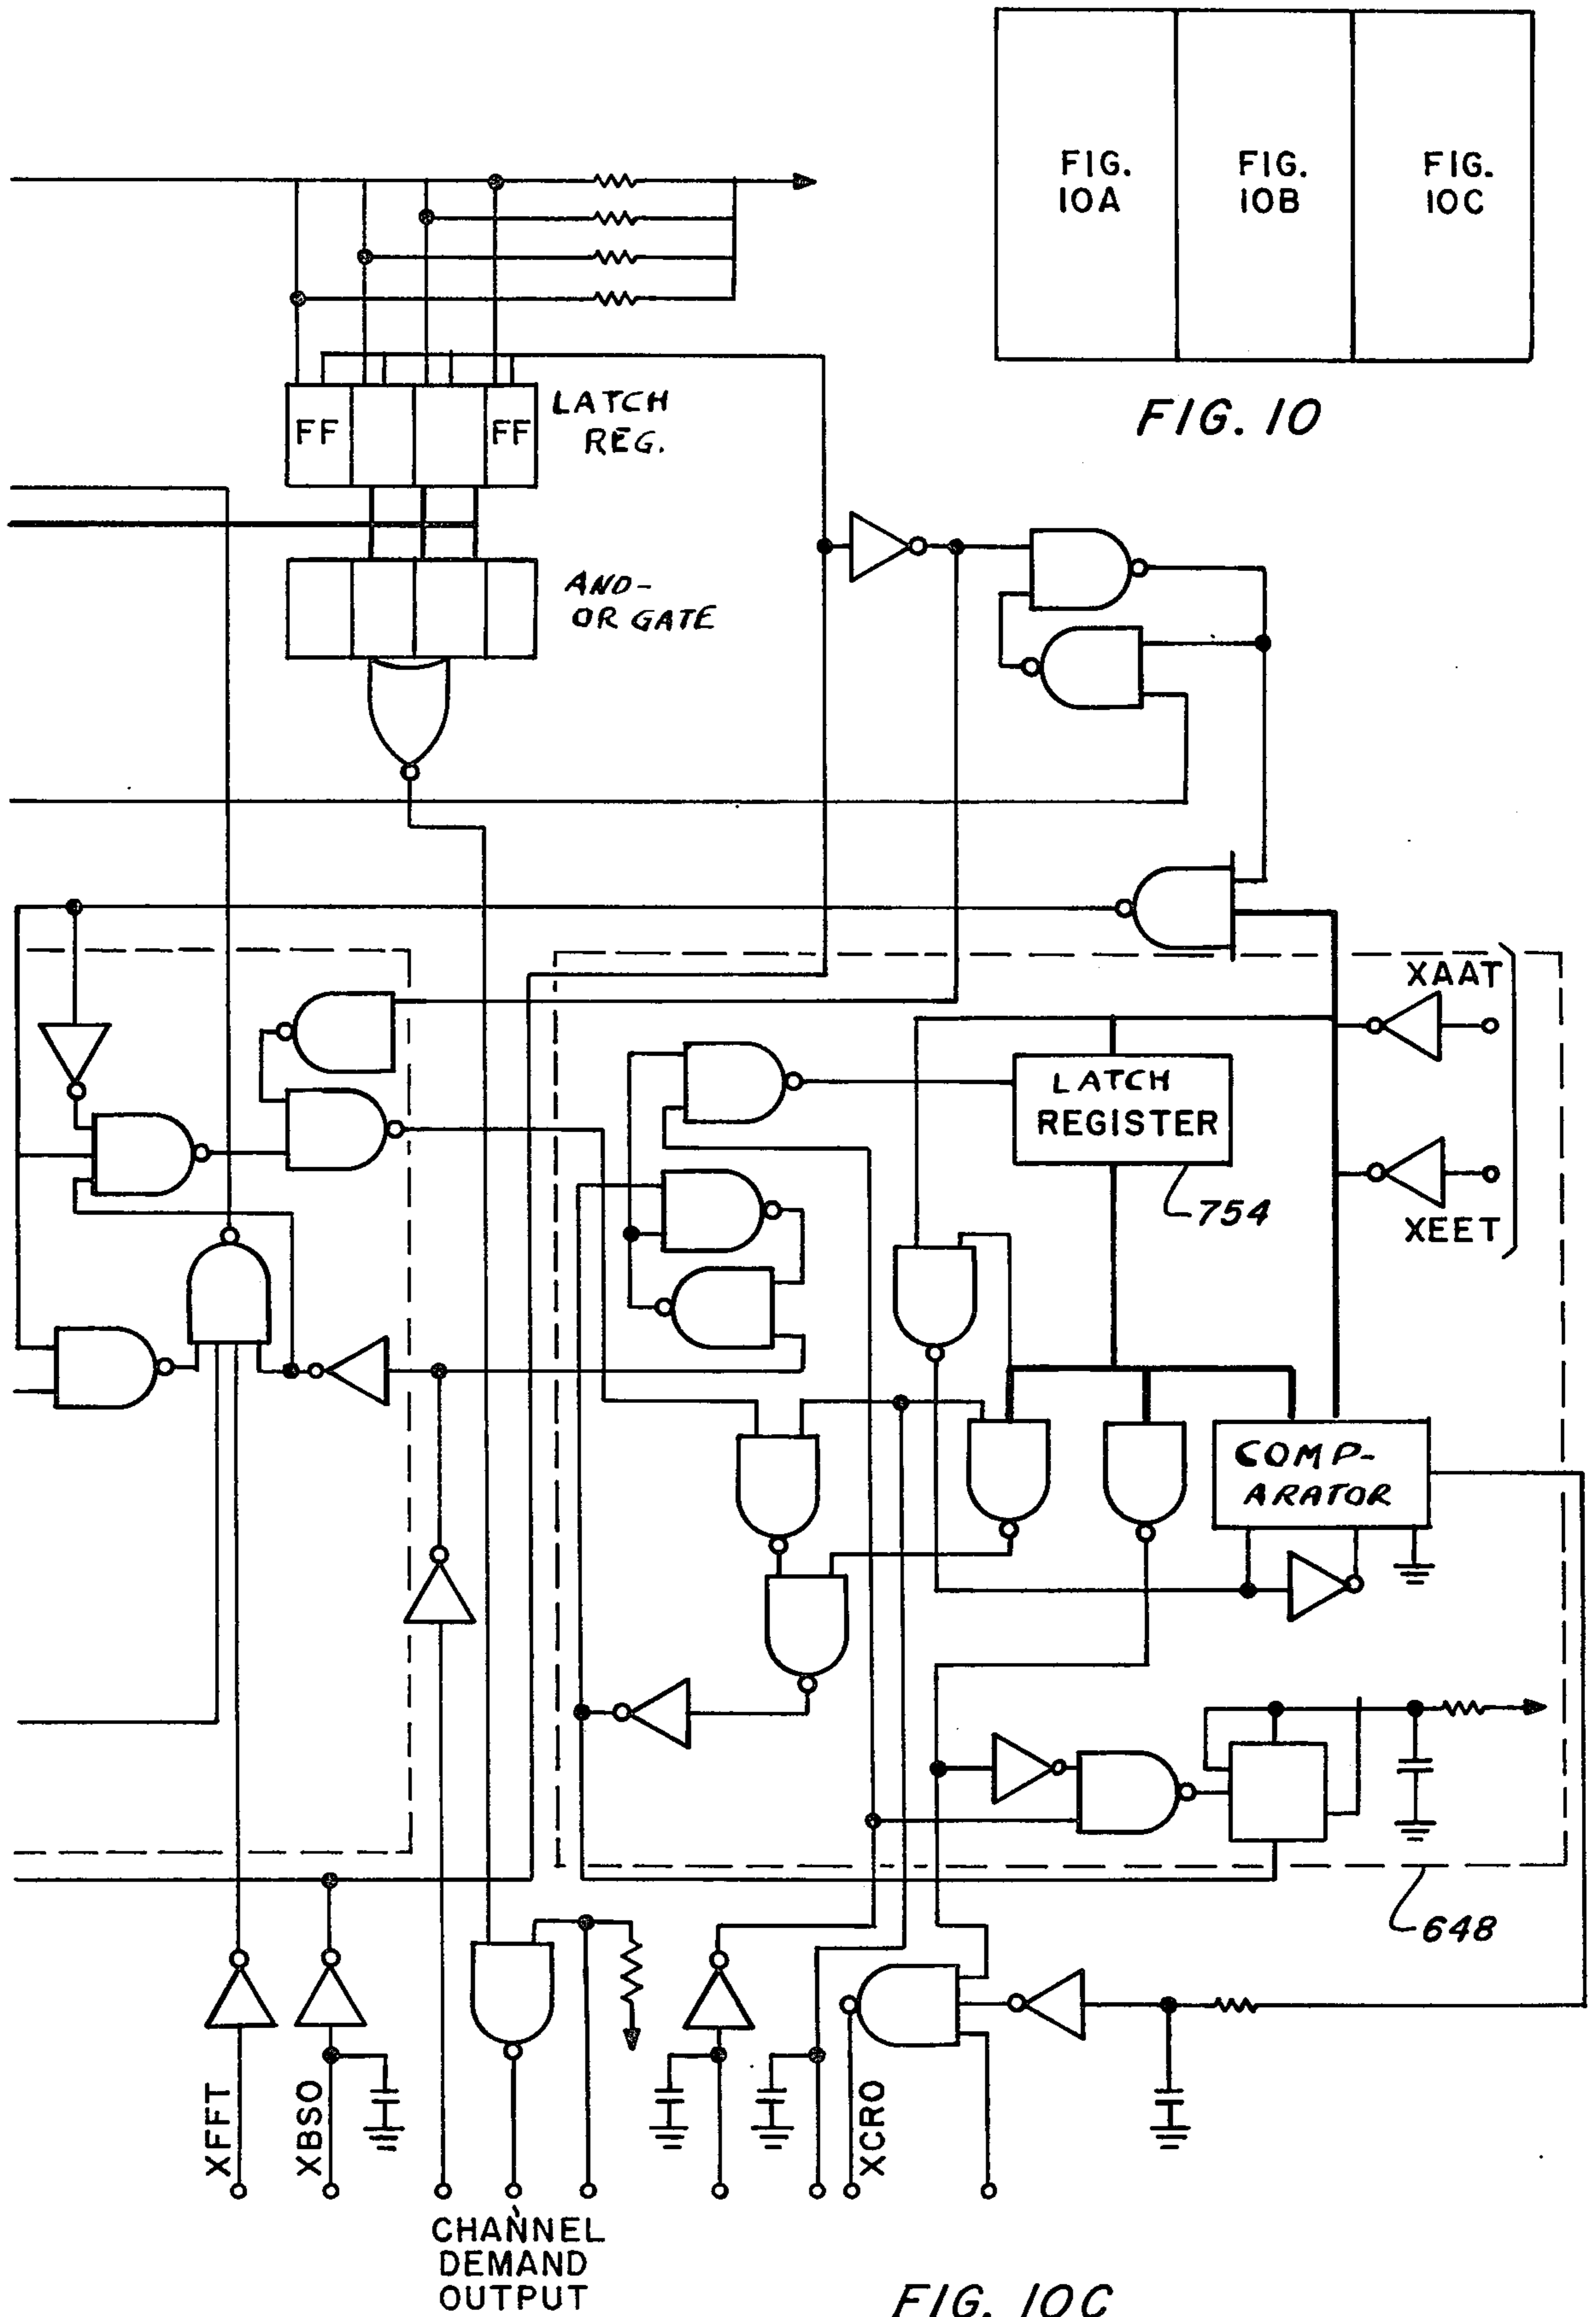 FIG. 10A
FIG. 10B
FIG. 10C
FIG. 10
FF
FF
LATCH
REG.
AND-
OR GATE
XAAT
LATCH
REGISTER
754
XEET
COMP-
ARATOR
648
XFFT
XBSO
XCRO
CHANNEL
DEMAND
OUTPUT
FIG. 10C